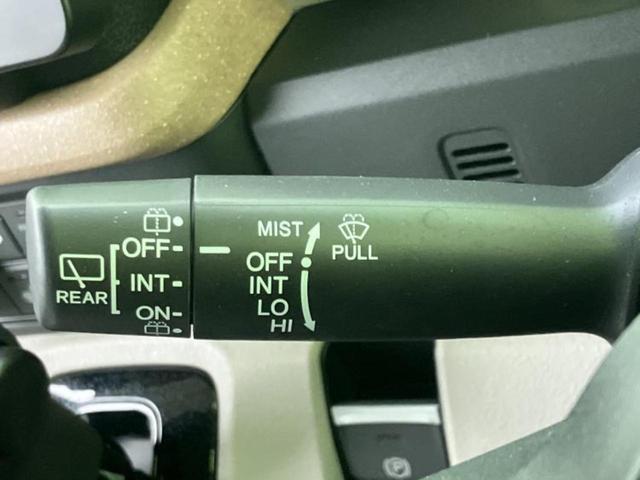 OFF
INT
ON
REAR
MIST
OFF
INT
LO
HI
PULL
P